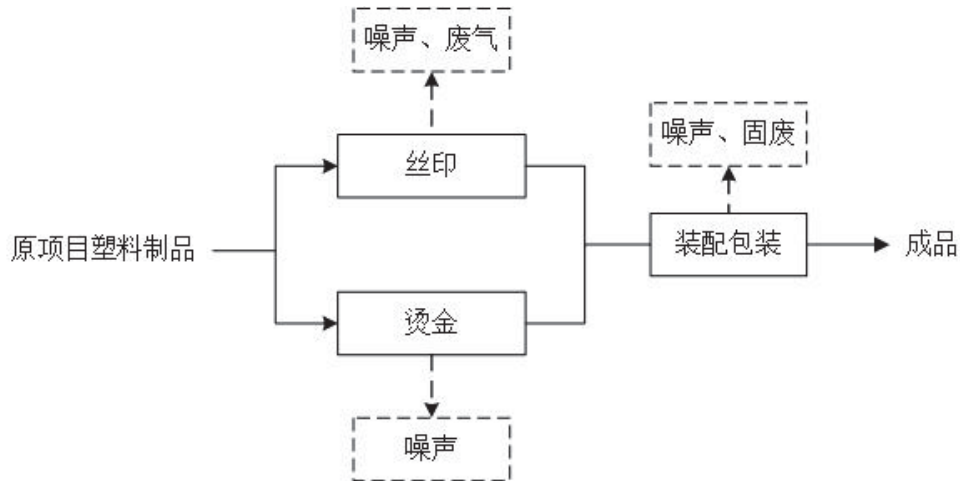 噪声、废气
噪声、固废
丝印
原项目塑料制品
装配包装
成品
烫金
噪声